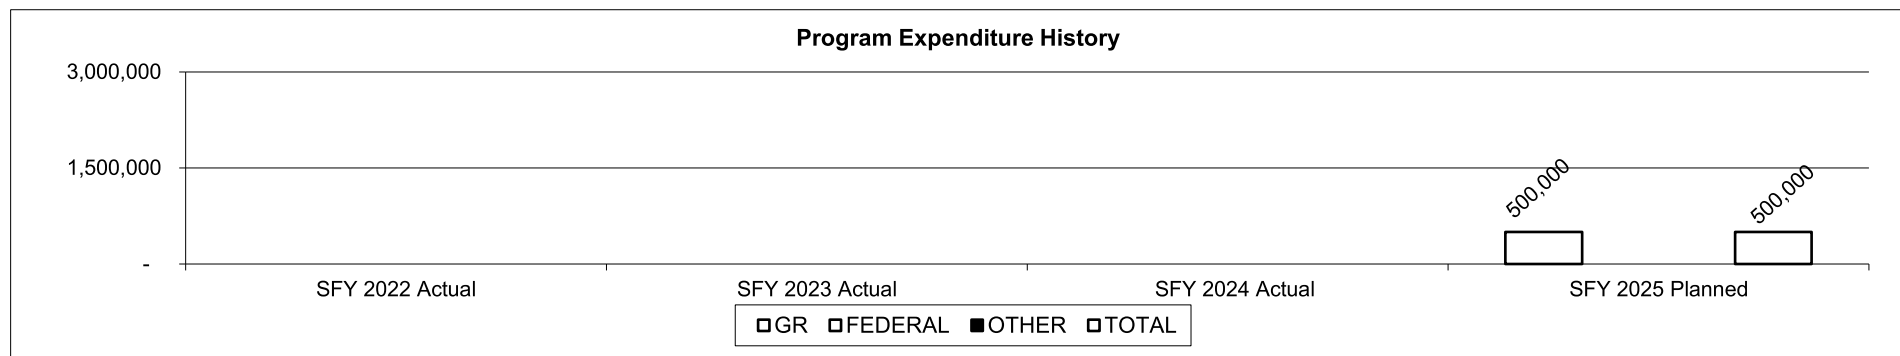 Program Expenditure History
3,000,000
1,500,000
-
500,000
500,000
SFY 2022 Actual
SFY 2023 Actual
SFY 2024 Actual
SFY 2025 Planned
GR
FEDERAL
OTHER
TOTAL